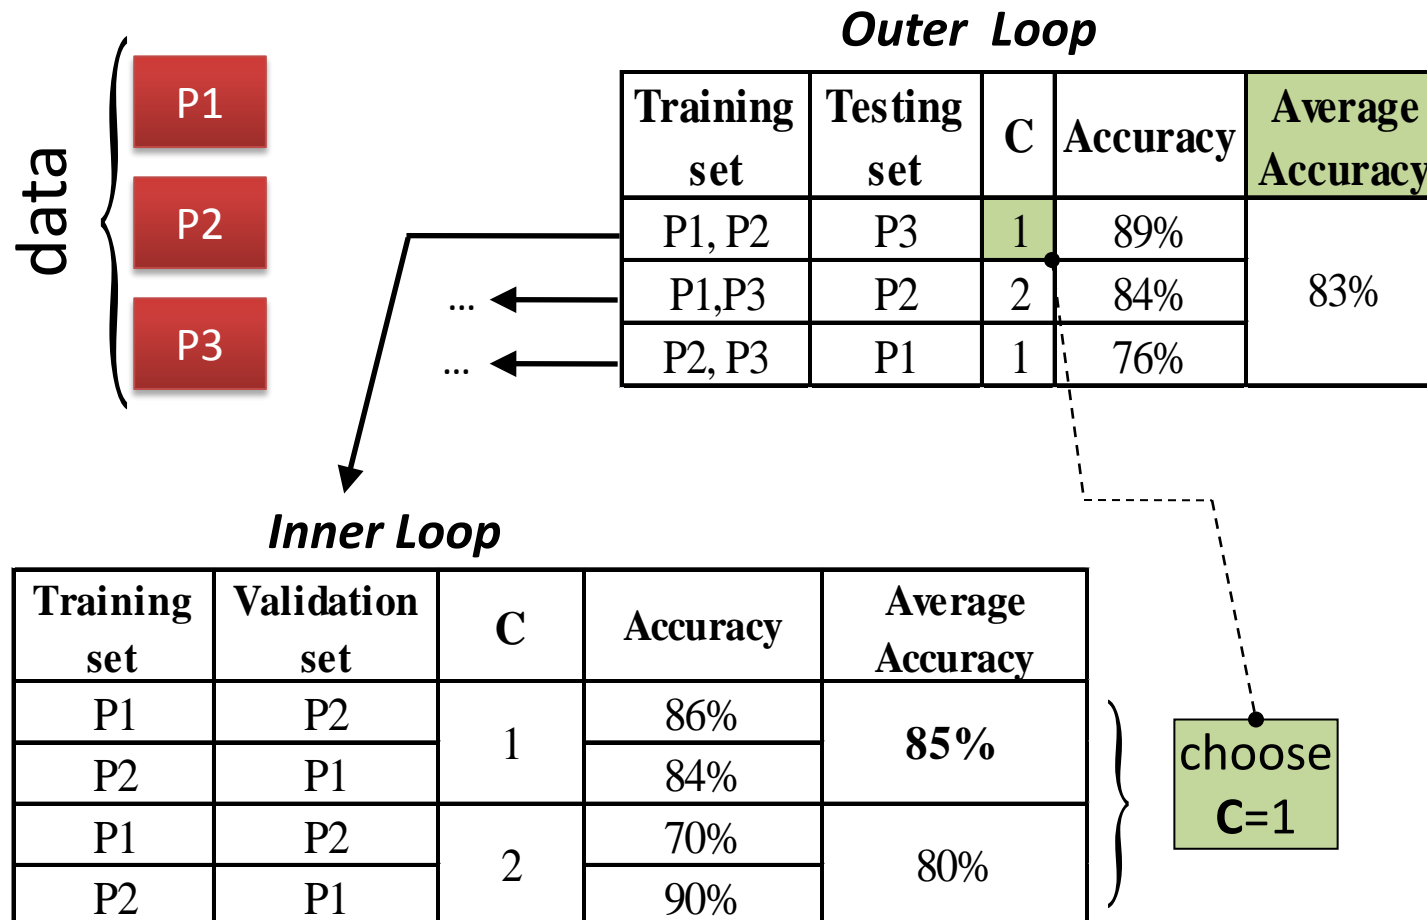 data
P1
P2
P3
Outer Loop
Training set Testing set C Accuracy Average Accuracy
P1, P2 P3 1 89% 83%
... P1,P3 P2 2 84%
... P2, P3 P1 1 76%
Inner Loop
Training set Validation set C Accuracy Average Accuracy
P1 P2 1 86% 85%
P2 P1 84%
P1 P2 2 70% 80%
P2 P1 90%
choose
C=1